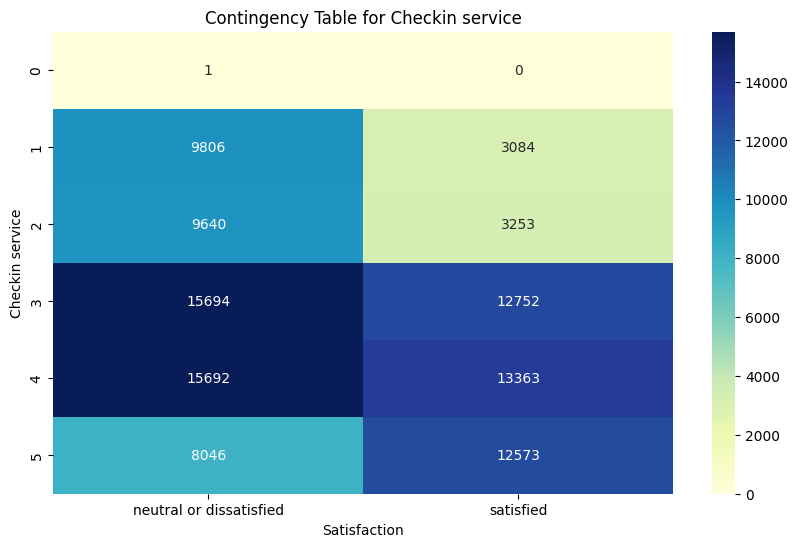 Contingency Table for Checkin service
0 1 0
1 9806 3084
2 9640 3253
3 15694 12752
4 15692 13363
5 8046 12573
neutral or dissatisfied satisfied
Satisfaction
Checkin service
14000
12000
10000
8000
6000
4000
2000
0